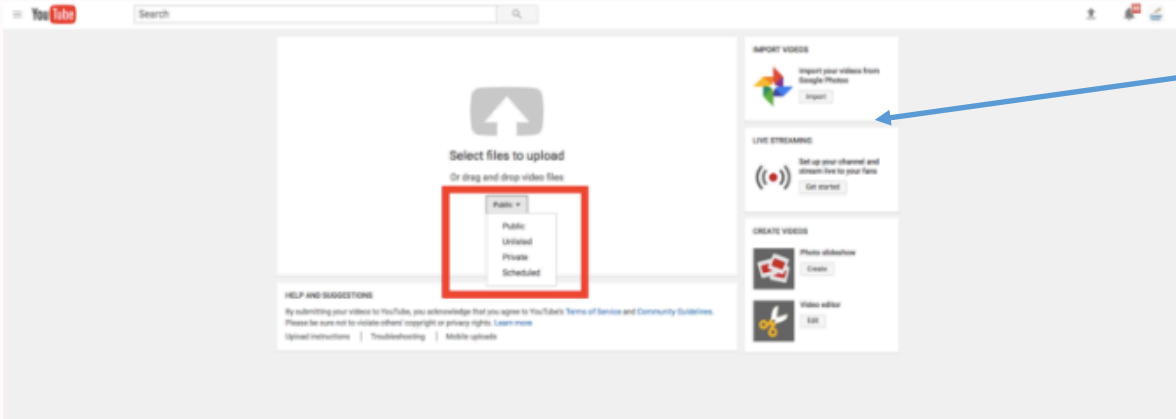 YouTube
Search
Select files to upload
Or drag and drop video files
Public
Public
Unlisted
Private
Scheduled
HELP AND SUGGESTIONS
By submitting your videos to YouTube, you acknowledge that you agree to YouTube's Terms of Service and Community Guidelines.
Please be sure not to violate others' copyright or privacy rights. Learn more
Upload instructions | Troubleshooting | Mobile uploads
IMPORT VIDEOS
Import your videos from
Google Photos
Import
LIVE STREAMING
Set up your channel and
stream live to your fans
Get started
CREATE VIDEOS
Photo slideshow
Create
Video editor
Edit